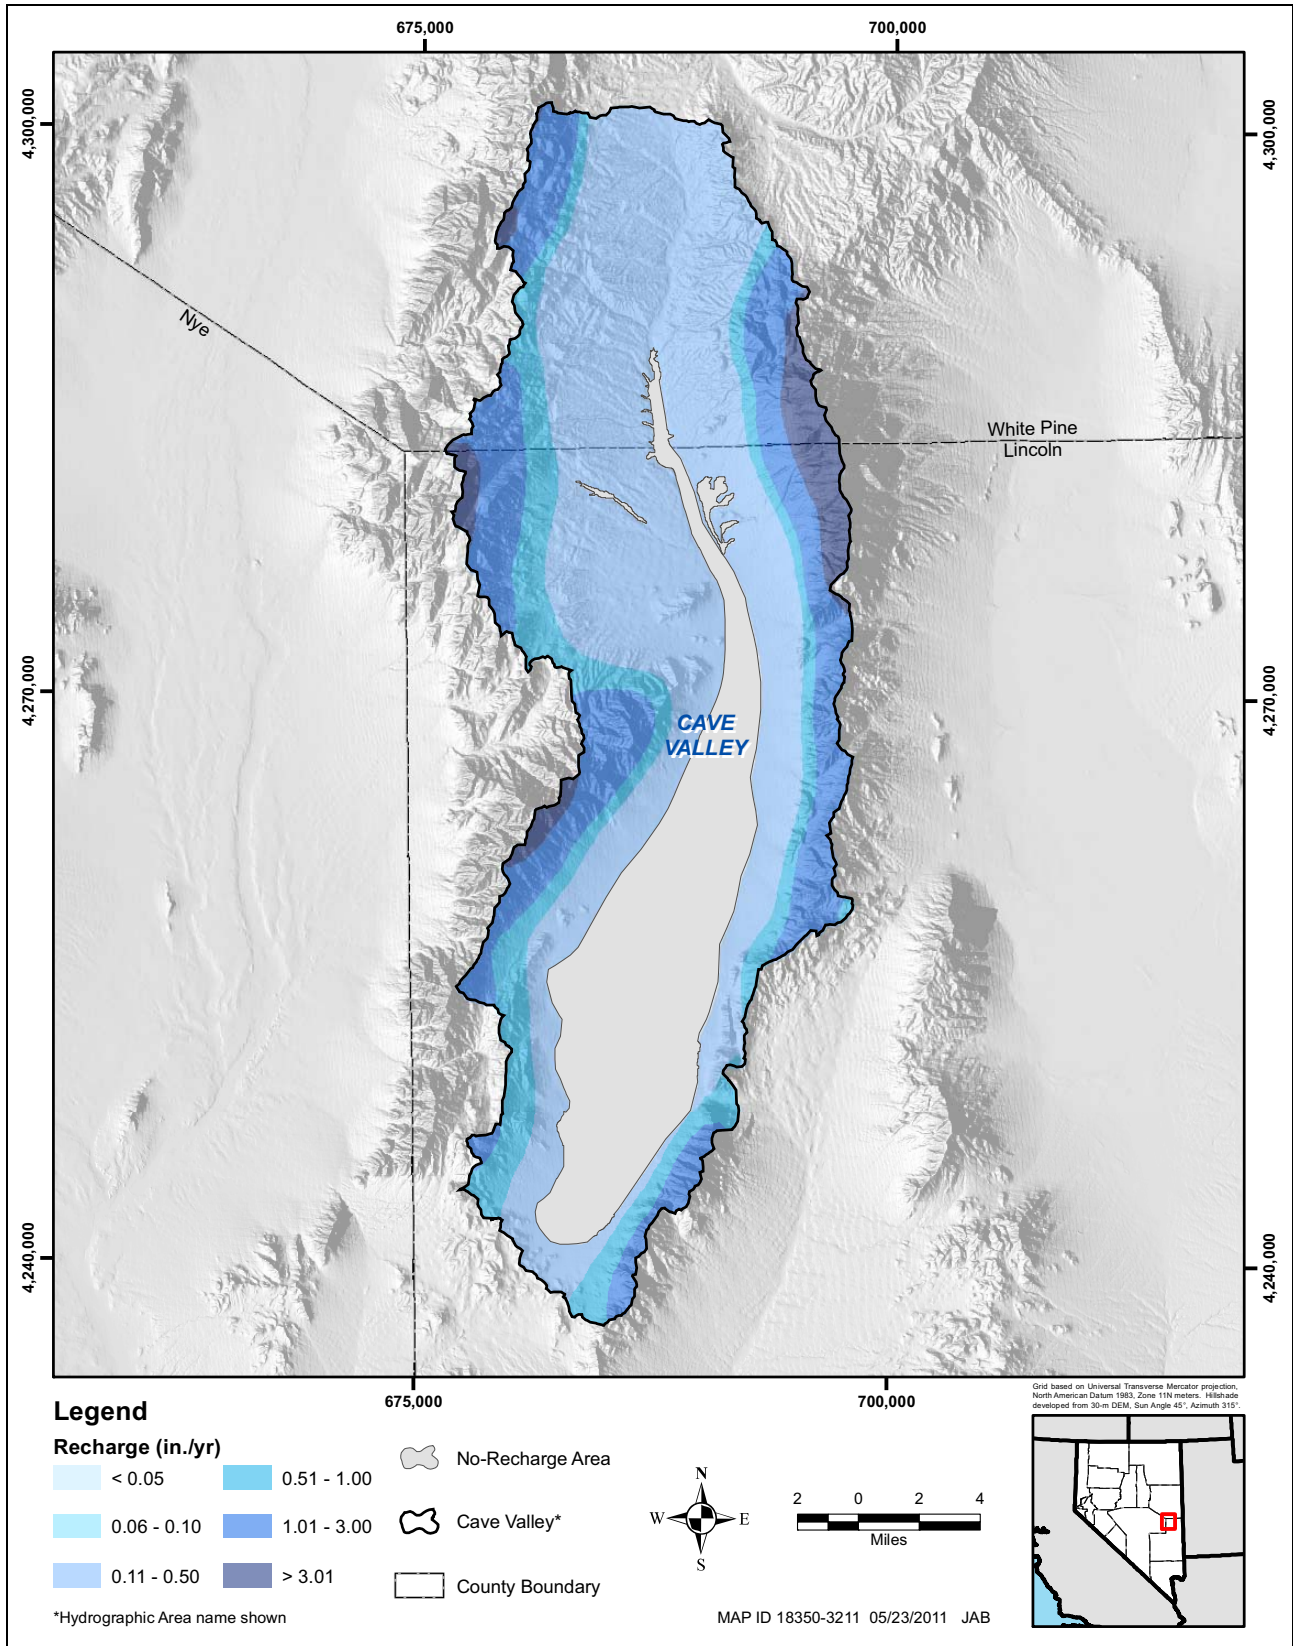 675,000
700,000
4,300,000
4,300,000
Nye
White Pine
Lincoln
4,270,000
4,270,000
CAVE
VALLEY
4,240,000
4,240,000
675,000
700,000
Grid based on Universal Transverse Mercator projection,
North American Datum 1983, Zone 11N meters. Hillshade
developed from 30-m DEM, Sun Angle 45°, Azimuth 315°.
Legend
Recharge (in./yr)
< 0.05
0.06 - 0.10
0.11 - 0.50
0.51 - 1.00
1.01 - 3.00
> 3.01
No-Recharge Area
Cave Valley*
County Boundary
N
W E
S
2 0 2 4
Miles
*Hydrographic Area name shown
MAP ID 18350-3211 05/23/2011 JAB